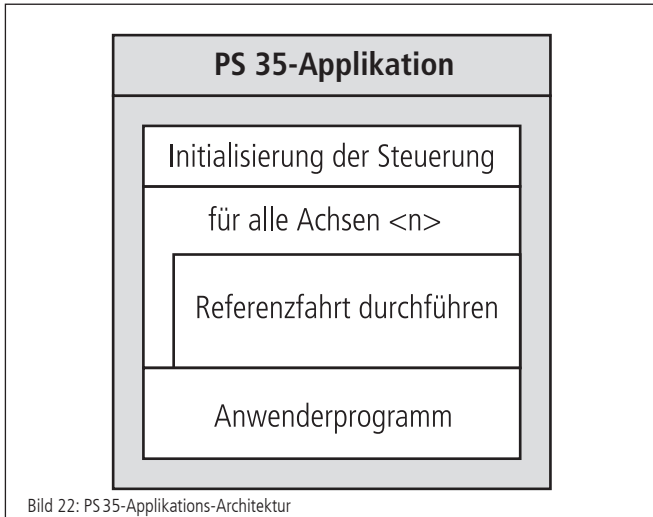 PS 35-Applikation
Initialisierung der Steuerung
für alle Achsen <n>
Referenzfahrt durchführen
Anwenderprogramm
Bild 22: PS 35-Applikations-Architektur